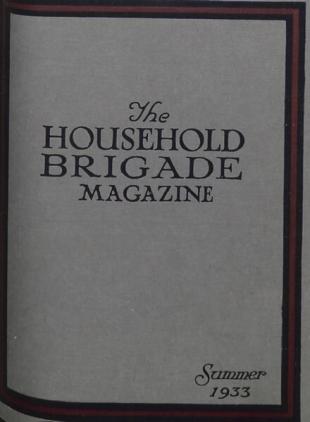 The
HOUSEHOLD
BRIGADE
MAGAZINE
Summer
1933